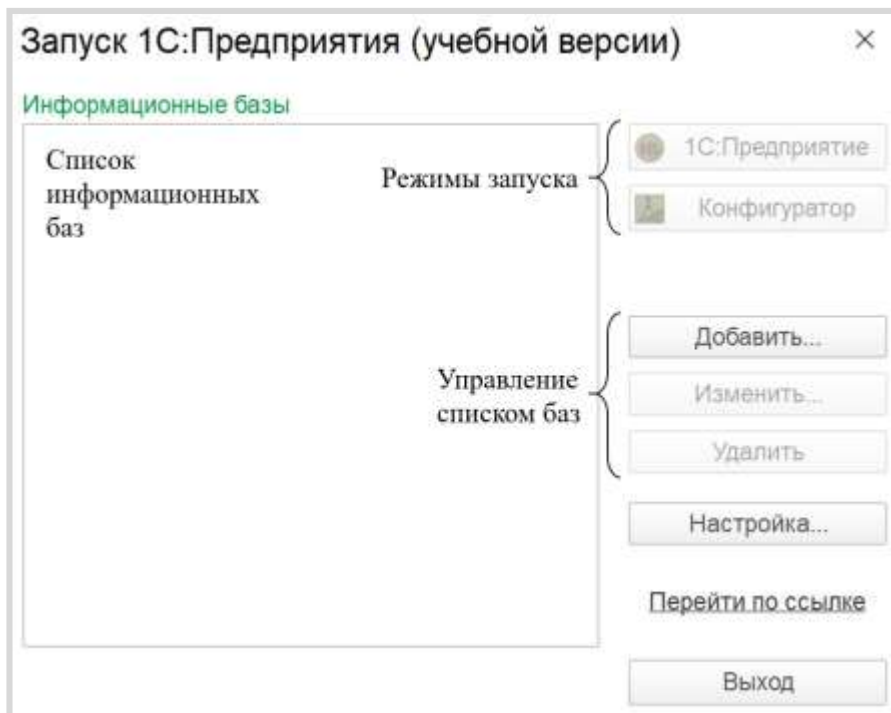 Запуск 1С:Предприятия (учебной версии)
Информационные базы
Список
информационных
баз
Режимы запуска
1С:Предприятие
Конфигуратор
Управление
списком баз
Добавить...
Изменить...
Удалить
Настройка...
Перейти по ссылке
Выход